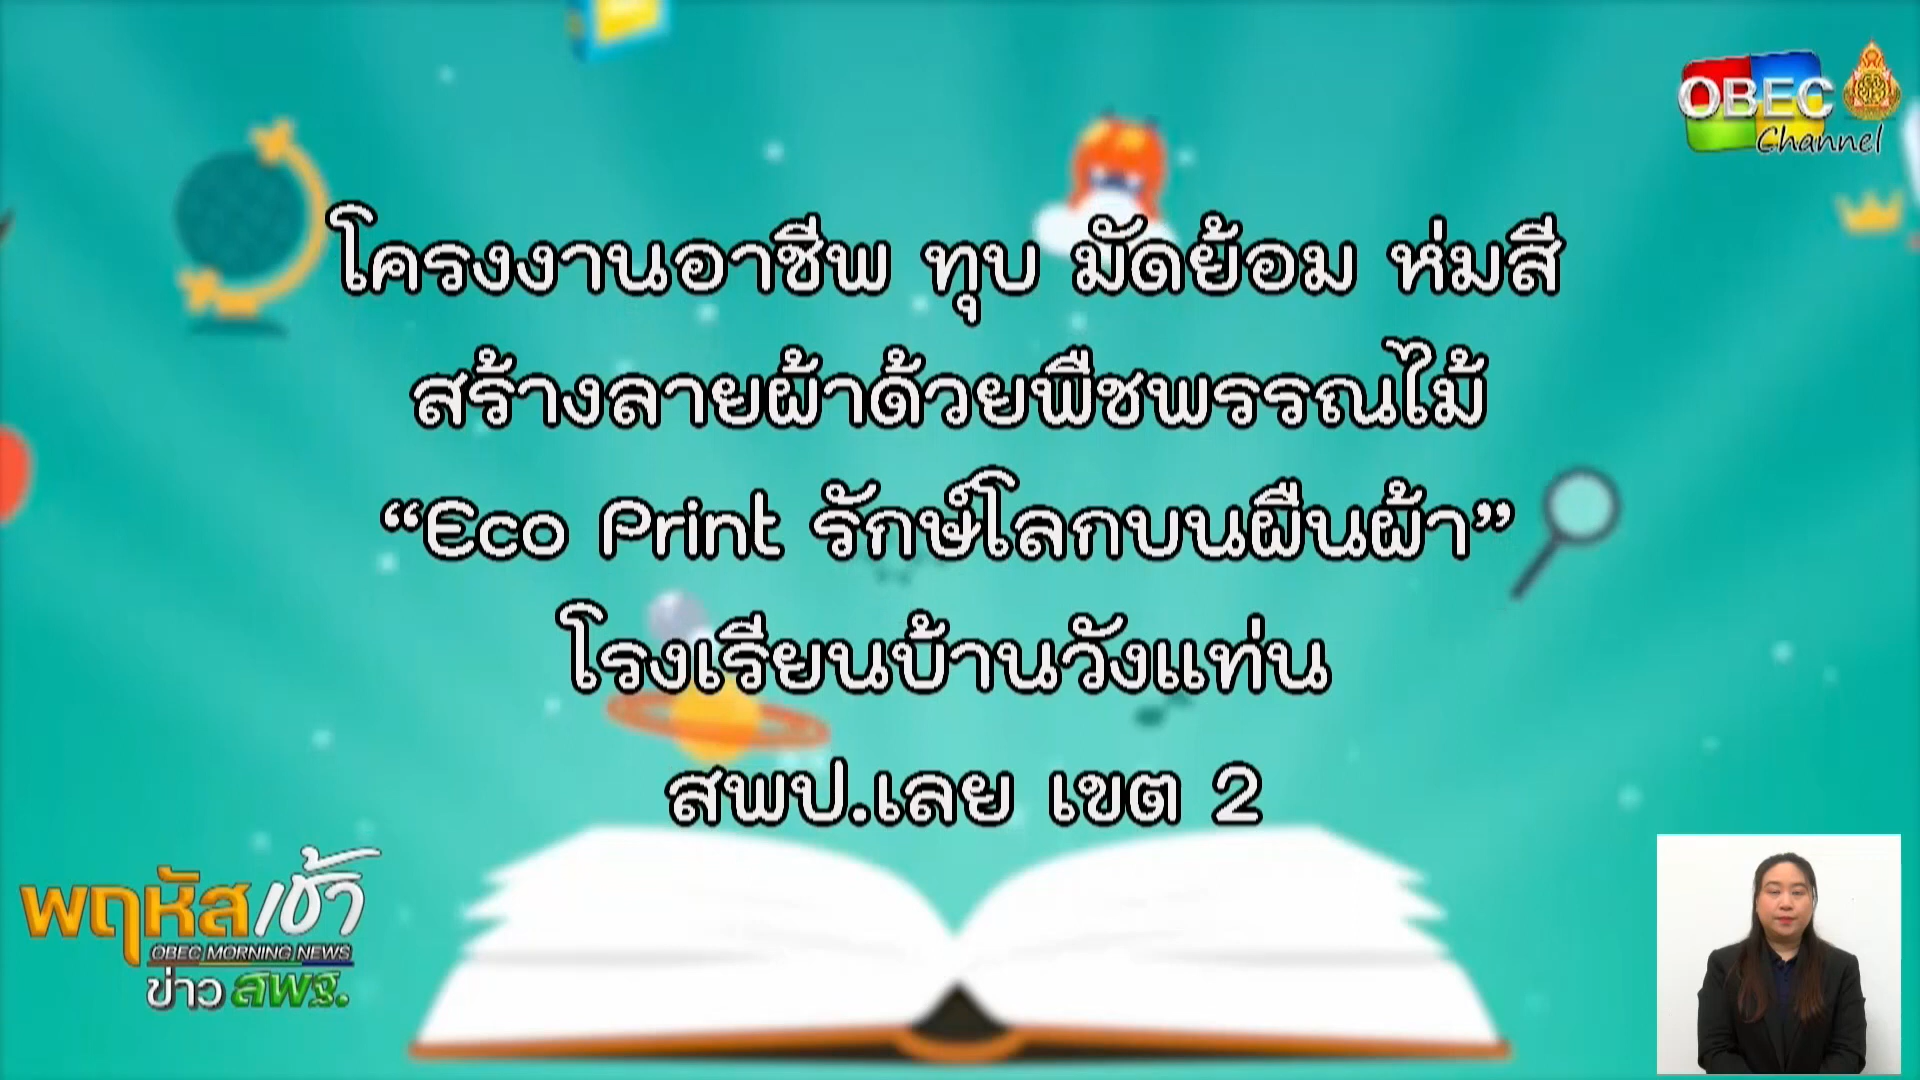 OBEC
Channel
โครงงานอาชีพ ทุบ มัดย้อม ห่มสี
สร้างลายผ้าด้วยพืชพรรณไม้
“Eco Print รักษ์โลกบนผืนผ้า”
โรงเรียนบ้านวังแท่น
สพป.เลย เขต 2
พฤหัสเช้า
OBEC MORNING NEWS
ข่าว สพฐ.